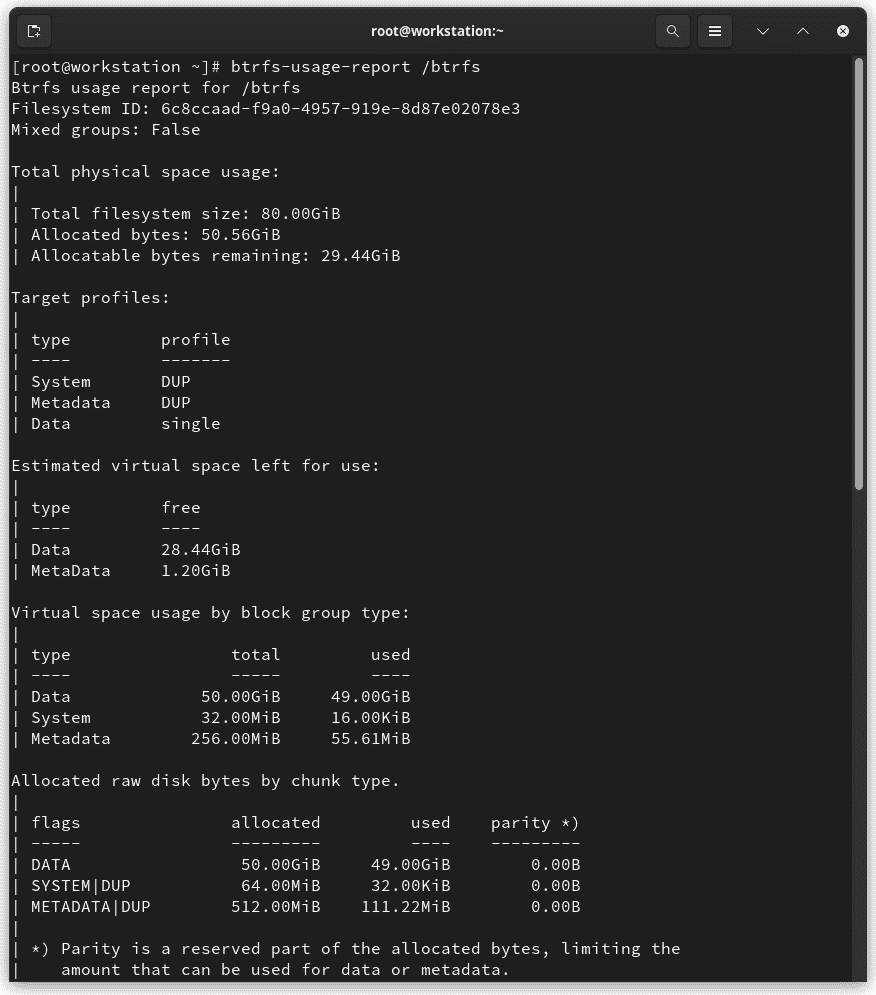 root@workstation:~
[root@workstation ~]# btrfs-usage-report /btrfs
Btrfs usage report for /btrfs
Filesystem ID: 6c8ccaad-f9a0-4957-919e-8d87e02078e3
Mixed groups: False

Total physical space usage:
|
| Total filesystem size: 80.00GiB
| Allocated bytes: 50.56GiB
| Allocatable bytes remaining: 29.44GiB

Target profiles:
|
| type         profile
| ----         -------
| System       DUP
| Metadata     DUP
| Data         single

Estimated virtual space left for use:
|
| type         free
| ----         ----
| Data         28.44GiB
| MetaData     1.20GiB

Virtual space usage by block group type:
|
| type                total         used
| ----                -----         ----
| Data             50.00GiB     49.00GiB
| System           32.00MiB     16.00KiB
| Metadata        256.00MiB     55.61MiB

Allocated raw disk bytes by chunk type.
|
| flags               allocated         used    parity *)
| -----               ---------         ----    ---------
| DATA                 50.00GiB     49.00GiB        0.00B
| SYSTEM|DUP           64.00MiB     32.00KiB        0.00B
| METADATA|DUP        512.00MiB    111.22MiB        0.00B
|
| *) Parity is a reserved part of the allocated bytes, limiting the
|    amount that can be used for data or metadata.